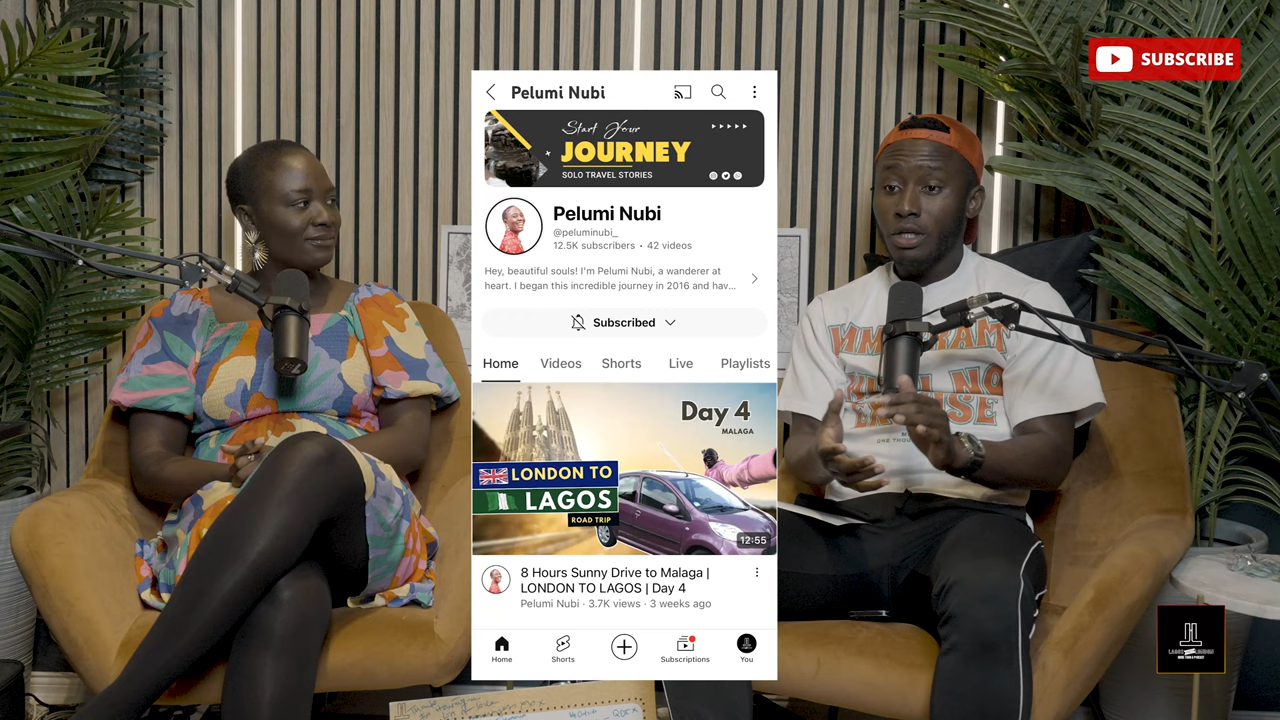 SUBSCRIBE
Pelumi Nubi
Start Your
JOURNEY
SOLO TRAVEL STORIES
Pelumi Nubi
@peluminubi_
12.5K subscribers • 42 videos
Hey, beautiful souls! I'm Pelumi Nubi, a wanderer at
heart. I began this incredible journey in 2016 and hav...
Subscribed
Home Videos Shorts Live Playlists
Day 4
MALAGA
LONDON TO
LAGOS
ROAD TRIP
12:55
8 Hours Sunny Drive to Malaga |
LONDON TO LAGOS | Day 4
Pelumi Nubi · 3.7K views · 3 weeks ago
Home Shorts Subscriptions You